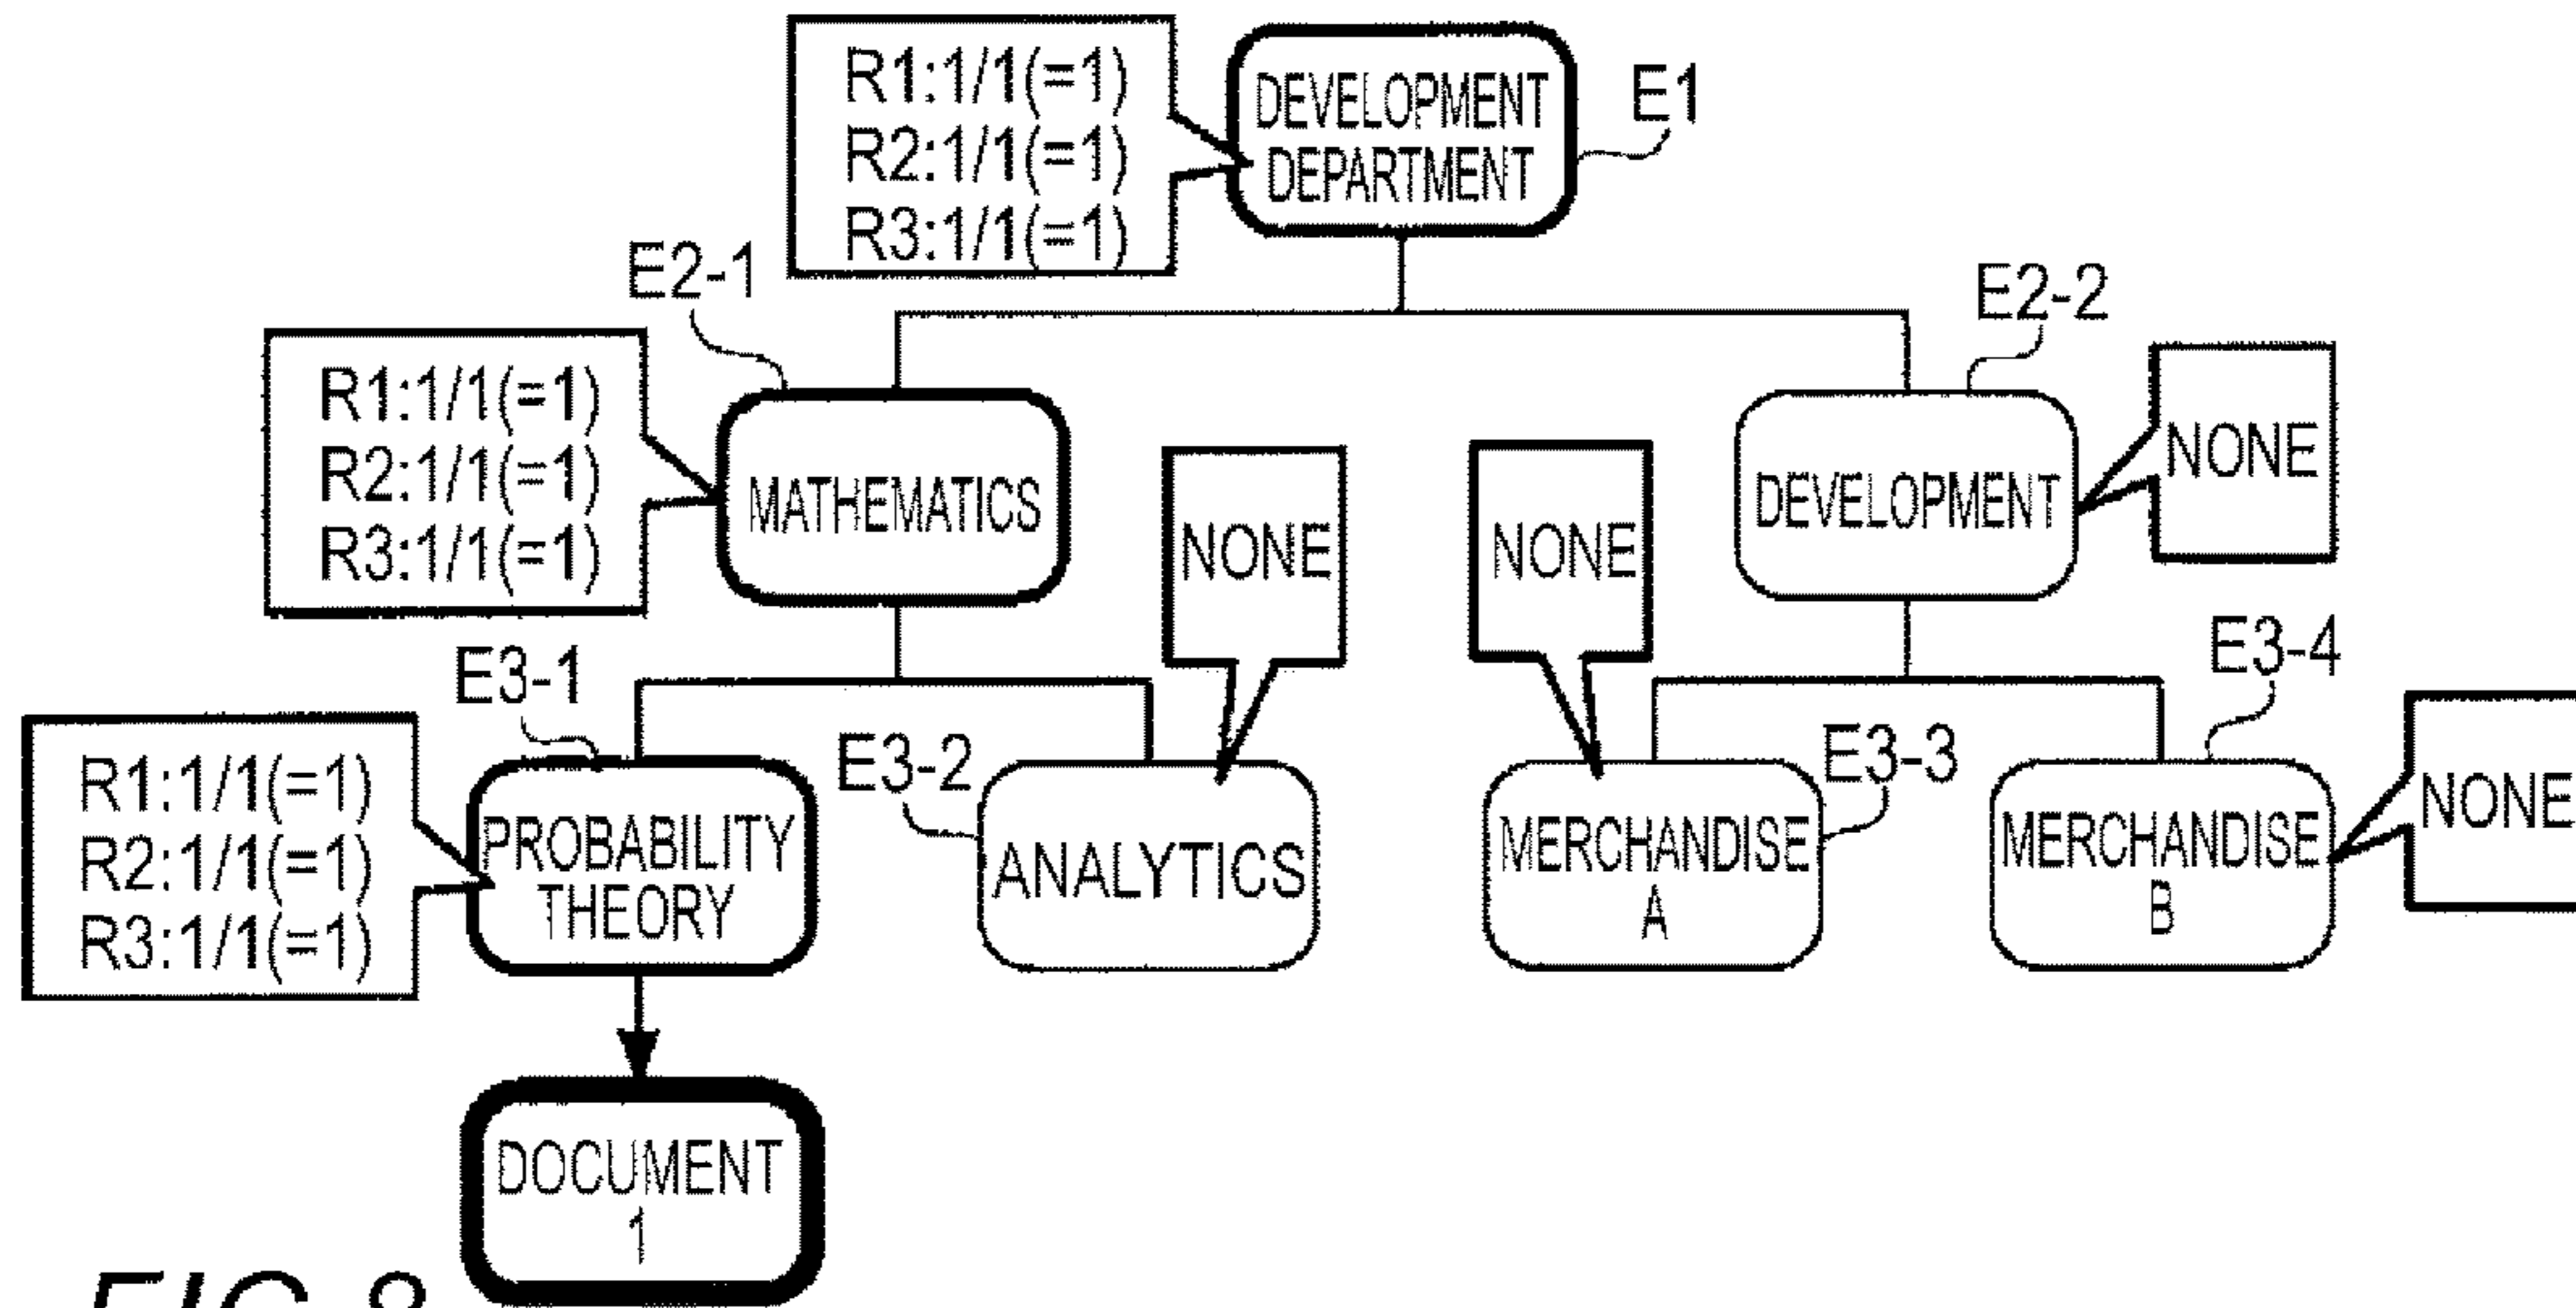 R1:1/1(=1)
R2:1/1(=1)
R3:1/1(=1)
DEVELOPMENT
DEPARTMENT
E1
E2-1
R1:1/1(=1)
R2:1/1(=1)
R3:1/1(=1)
MATHEMATICS
NONE
NONE
E2-2
DEVELOPMENT
NONE
E3-1
R1:1/1(=1)
R2:1/1(=1)
R3:1/1(=1)
PROBABILITY
THEORY
E3-2
ANALYTICS
MERCHANDISE
A
E3-3
E3-4
MERCHANDISE
B
NONE
DOCUMENT
1
FIG. 8